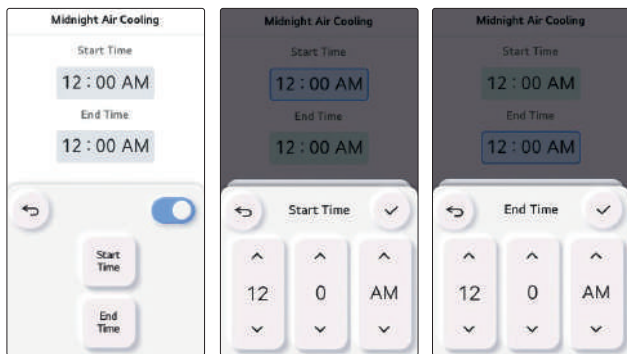 Midnight Air Cooling
Start Time
12 : 00 AM
End Time
12 : 00 AM
Start
Time
End
Time
Midnight Air Cooling
Start Time
12 : 00 AM
End Time
12 : 00 AM
Start Time
12 0 AM
Midnight Air Cooling
Start Time
12 : 00 AM
End Time
12 : 00 AM
End Time
12 0 AM